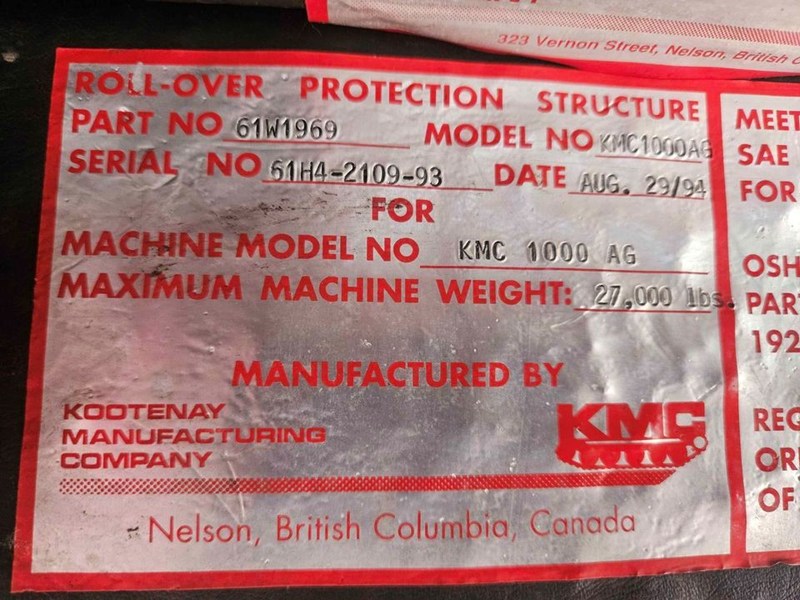 323 Vernon Street, Nelson, British
ROLL-OVER PROTECTION STRUCTURE
PART NO 61W1969 MODEL NO KMC1000AG
SERIAL NO 61H4-2109-93 DATE AUG. 29/94
FOR
MACHINE MODEL NO KMC 1000 AG
MAXIMUM MACHINE WEIGHT: 27,000 lbs.
MANUFACTURED BY
KOOTENAY
MANUFACTURING
COMPANY
KMC
Nelson, British Columbia, Canada
MEET
SAE
FOR
OSH
PAR
192
REG
OR
OF